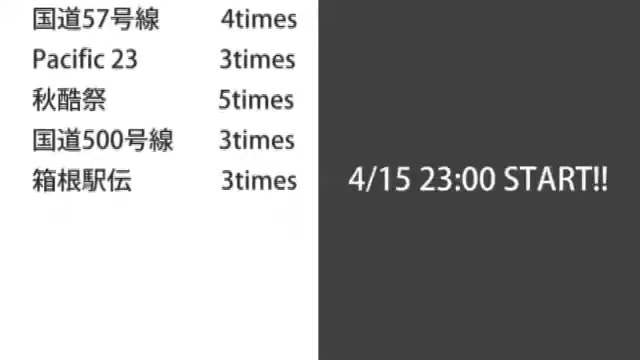 国道57号線 4times
Pacific 23 3times
秋酷祭 5times
国道500号線 3times
箱根駅伝 3times
4/15 23:00 START!!